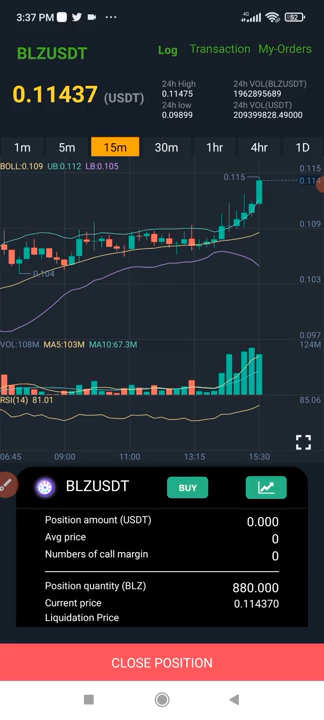 3:37 PM
4G
52
BLZUSDT
Log
Transaction
My-Orders
0.11437 (USDT)
24h High
0.11475
24h low
0.09899
24h VOL(BLZUSDT)
1962895689
24h VOL(USDT)
209399828.49000
1m 5m 15m 30m 1hr 4hr 1D
BOLL:0.109 UB:0.112 LB:0.105
0.115
0.115
0.114
0.109
0.104
0.103
0.097
VOL:108M MA5:103M MA10:67.3M
124M
RSI(14) 81.01
85.06
06:45 09:00 11:00 13:15 15:30
BLZUSDT
BUY
Position amount (USDT) 0.000
Avg price 0
Numbers of call margin 0
Position quantity (BLZ) 880.000
Current price 0.114370
Liquidation Price
CLOSE POSITION